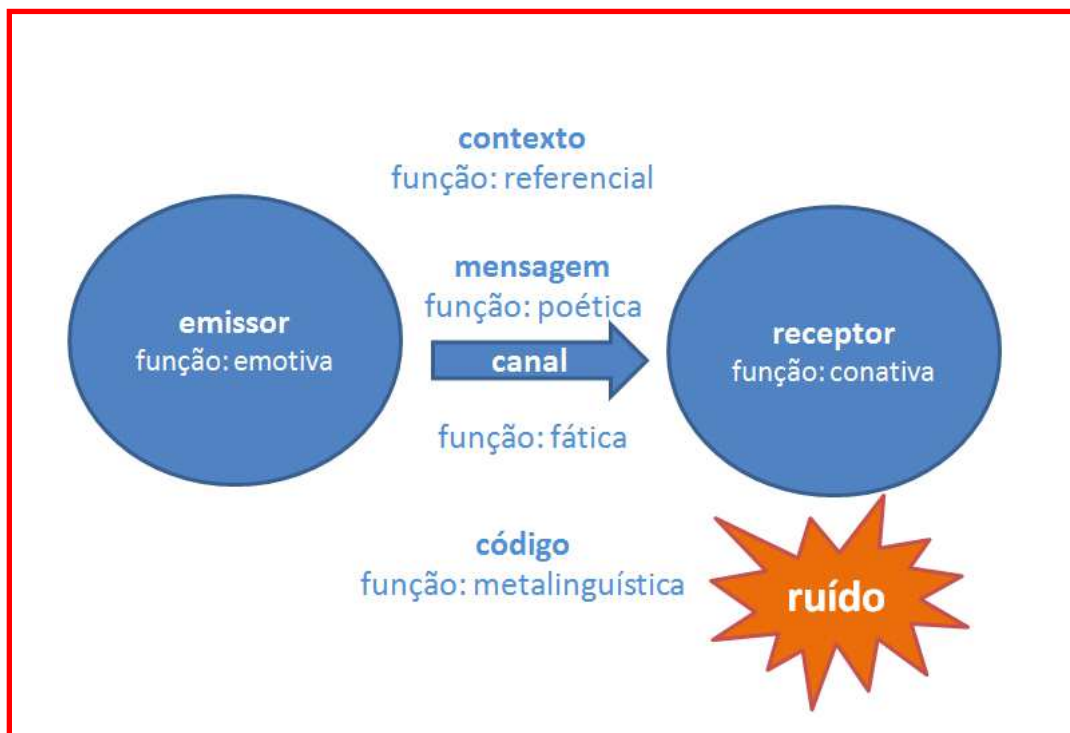 contexto
função: referencial
mensagem
função: poética
emissor
função: emotiva
canal
receptor
função: conativa
função: fática
código
função: metalinguística
ruído